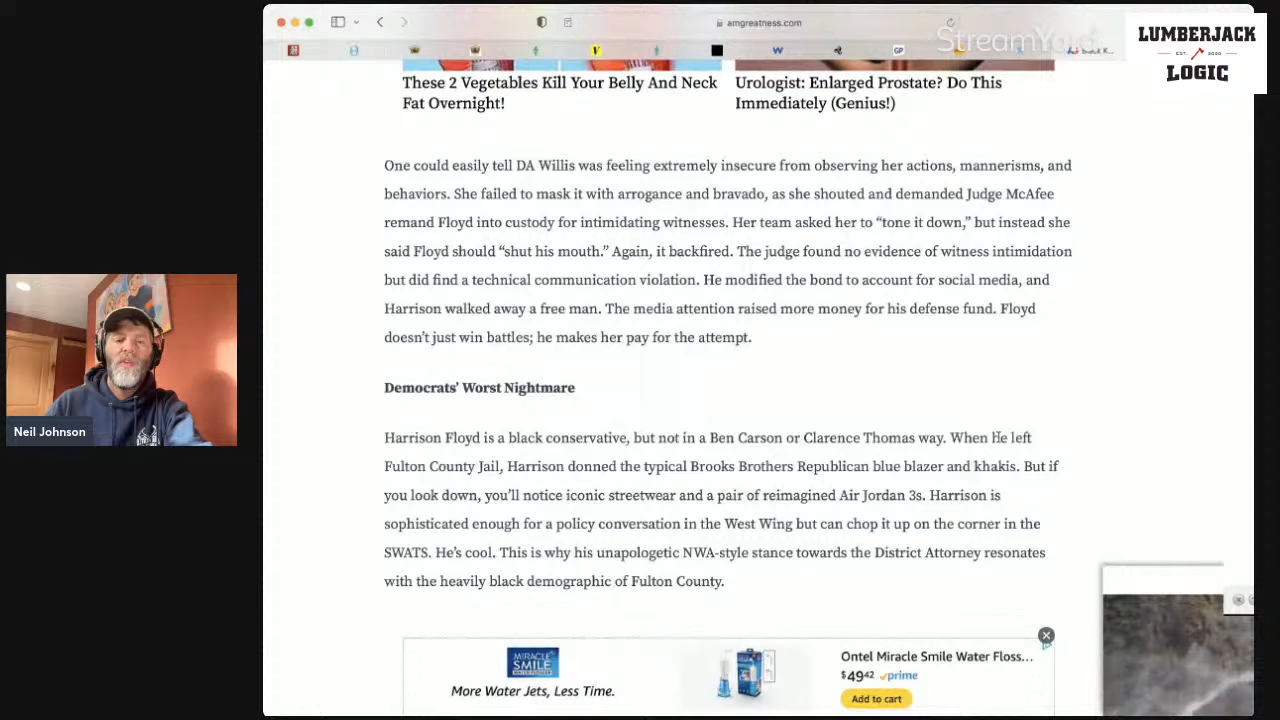 amgreatness.com
StreamYard
LUMBERJACK
EST. 2020
LOGIC
V
W
GP
These 2 Vegetables Kill Your Belly And Neck
Fat Overnight!
Urologist: Enlarged Prostate? Do This
Immediately (Genius!)
One could easily tell DA Willis was feeling extremely insecure from observing her actions, mannerisms, and
behaviors. She failed to mask it with arrogance and bravado, as she shouted and demanded Judge McAfee
remand Floyd into custody for intimidating witnesses. Her team asked her to “tone it down,” but instead she
said Floyd should “shut his mouth.” Again, it backfired. The judge found no evidence of witness intimidation
but did find a technical communication violation. He modified the bond to account for social media, and
Harrison walked away a free man. The media attention raised more money for his defense fund. Floyd
doesn’t just win battles; he makes her pay for the attempt.
Democrats’ Worst Nightmare
Harrison Floyd is a black conservative, but not in a Ben Carson or Clarence Thomas way. When He left
Fulton County Jail, Harrison donned the typical Brooks Brothers Republican blue blazer and khakis. But if
you look down, you’ll notice iconic streetwear and a pair of reimagined Air Jordan 3s. Harrison is
sophisticated enough for a policy conversation in the West Wing but can chop it up on the corner in the
SWATS. He’s cool. This is why his unapologetic NWA-style stance towards the District Attorney resonates
with the heavily black demographic of Fulton County.
Neil Johnson
MIRACLE
SMILE
More Water Jets, Less Time.
Ontel Miracle Smile Water Floss...
$49.42 prime
Add to cart